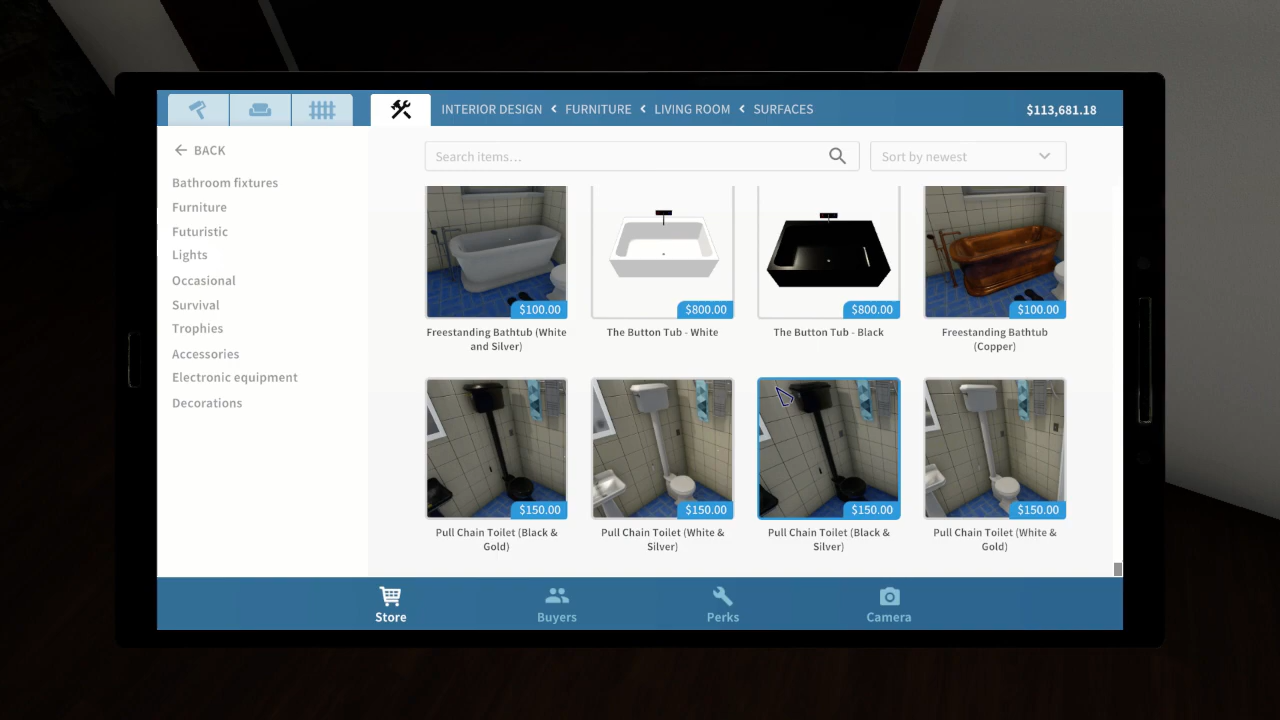 INTERIOR DESIGN < FURNITURE < LIVING ROOM < SURFACES
$113,681.18
BACK
Search items...
Sort by newest
Bathroom fixtures
Furniture
Futuristic
Lights
Occasional
Survival
Trophies
Accessories
Electronic equipment
Decorations
$100.00
$800.00
$800.00
$100.00
Freestanding Bathtub (White
and Silver)
The Button Tub - White
The Button Tub - Black
Freestanding Bathtub
(Copper)
$150.00
$150.00
$150.00
$150.00
Pull Chain Toilet (Black &
Gold)
Pull Chain Toilet (White &
Silver)
Pull Chain Toilet (Black &
Silver)
Pull Chain Toilet (White &
Gold)
Store
Buyers
Perks
Camera